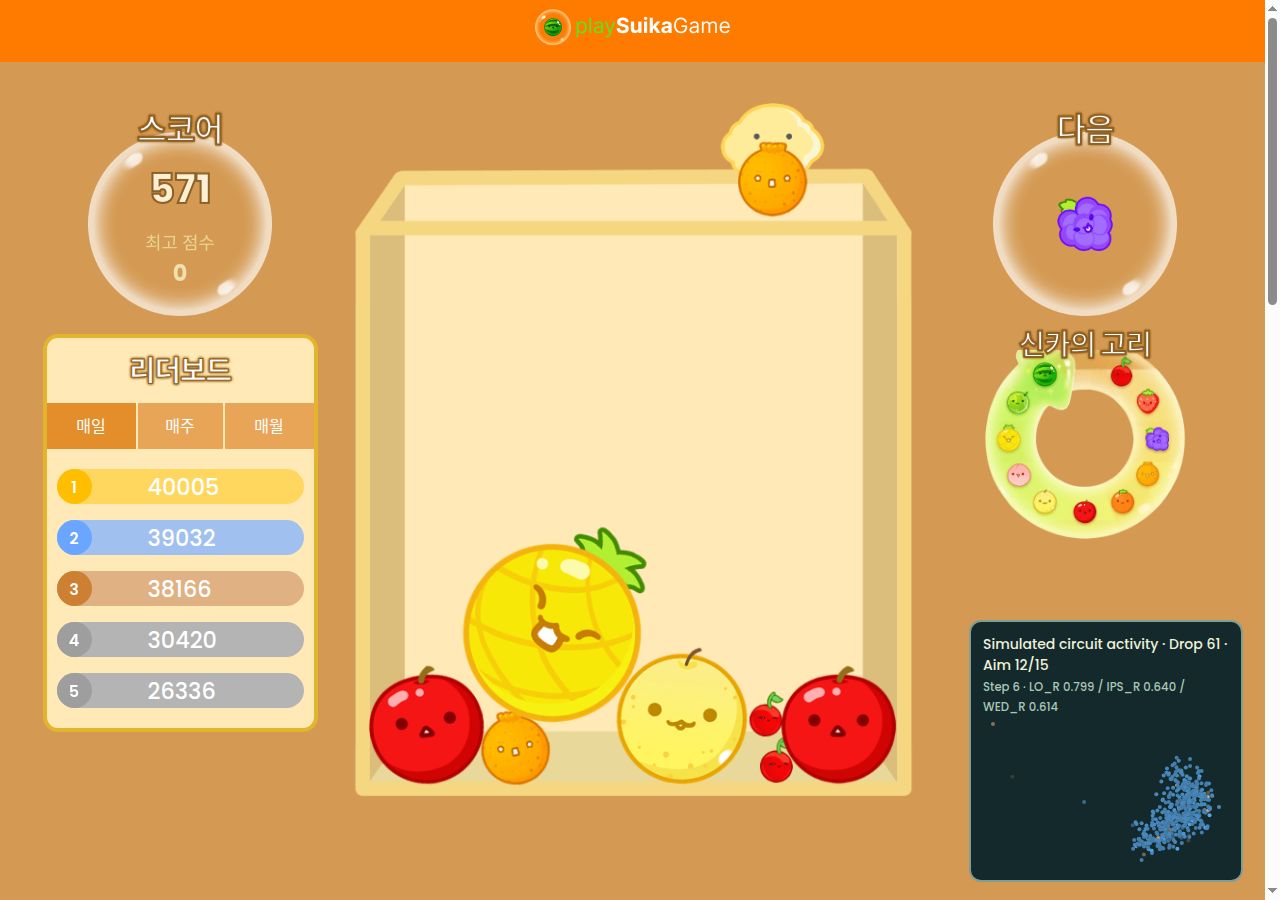 playSuikaGame
스코어
571
최고 점수
0
리더보드
매일 매주 매월
1 40005
2 39032
3 38166
4 30420
5 26336
다음
신카의 고리
Simulated circuit activity · Drop 61 ·
Aim 12/15
Step 6 · LO_R 0.799 / IPS_R 0.640 /
WED_R 0.614